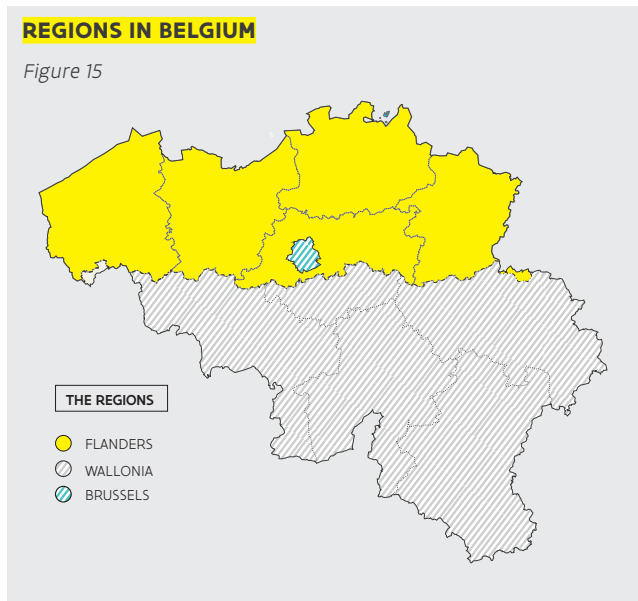 REGIONS IN BELGIUM
Figure 15
THE REGIONS
FLANDERS
WALLONIA
BRUSSELS